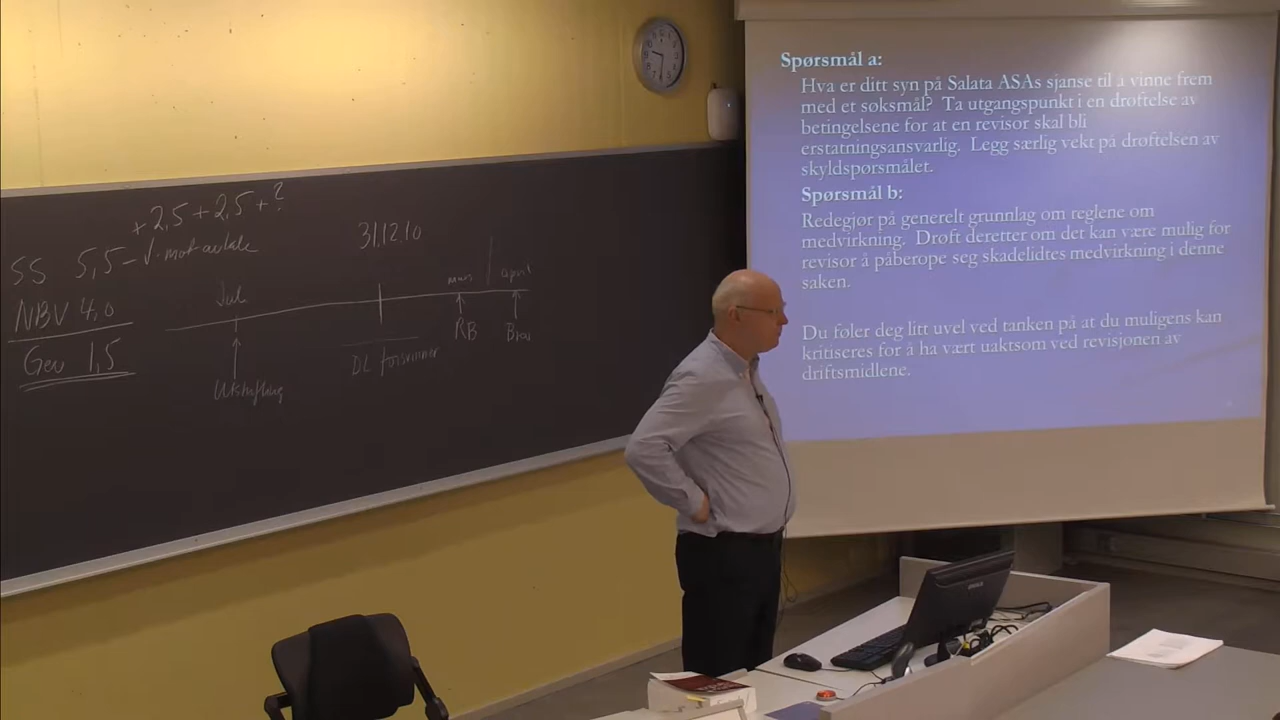 +2,5+2,5+?
SS 5,5
NBV 4,0
Gev 1,5
31.12.10
Jul
mars
april
Utskiftning
DL forsvinner
RB
Brev
Spørsmål a:
Hva er ditt syn på Salata ASAs sjanse til å vinne frem
med et søksmål? Ta utgangspunkt i en drøftelse av
betingelsene for at en revisor skal bli
erstatningsansvarlig. Legg særlig vekt på drøftelsen av
skyldspørsmålet.
Spørsmål b:
Redegjør på generelt grunnlag om reglene om
medvirkning. Drøft deretter om det kan være mulig for
revisor å påberope seg skadelidtes medvirkning i denne
saken.
Du føler deg litt uvel ved tanken på at du muligens kan
kritiseres for å ha vært uaktsom ved revisjonen av
driftsmidlene.